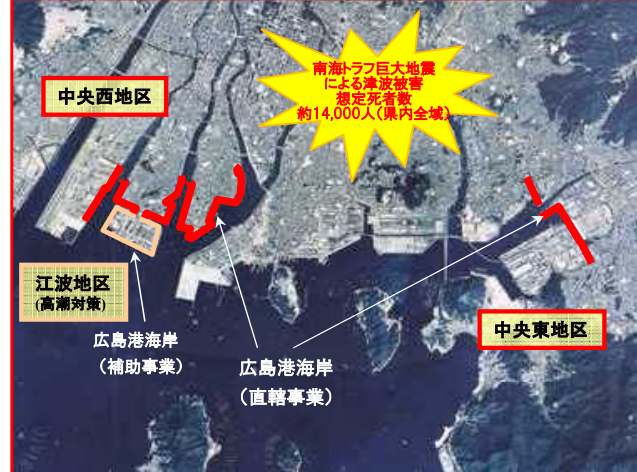 南海トラフ巨大地震
による津波被害
想定死者数
約14,000人(県内全域)
中央西地区
江波地区
(高潮対策)
広島港海岸
(補助事業)
広島港海岸
(直轄事業)
中央東地区